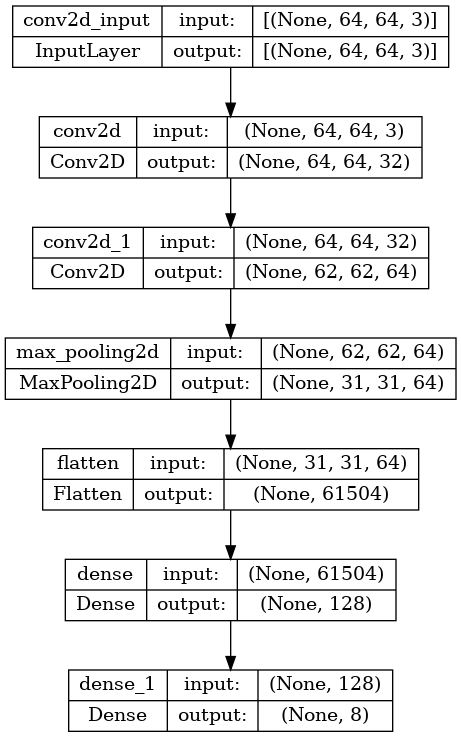 conv2d_input input: [(None, 64, 64, 3)]
InputLayer output: [(None, 64, 64, 3)]
conv2d input: (None, 64, 64, 3)
Conv2D output: (None, 64, 64, 32)
conv2d_1 input: (None, 64, 64, 32)
Conv2D output: (None, 62, 62, 64)
max_pooling2d input: (None, 62, 62, 64)
MaxPooling2D output: (None, 31, 31, 64)
flatten input: (None, 31, 31, 64)
Flatten output: (None, 61504)
dense input: (None, 61504)
Dense output: (None, 128)
dense_1 input: (None, 128)
Dense output: (None, 8)